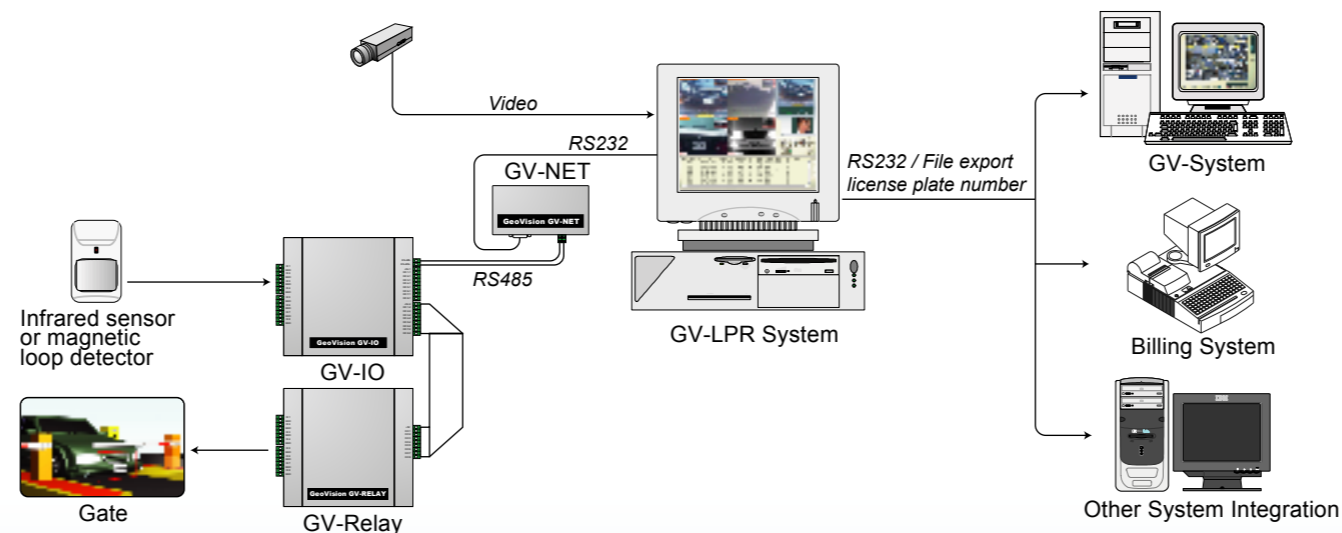 Video
RS232
GV-NET
GeoVision GV-NET
RS485
Infrared sensor
or magnetic
loop detector
GeoVision GV-IO
GV-IO
Gate
GeoVision GV-RELAY
GV-Relay
GV-LPR System
RS232 / File export
license plate number
GV-System
Billing System
IBM
Other System Integration